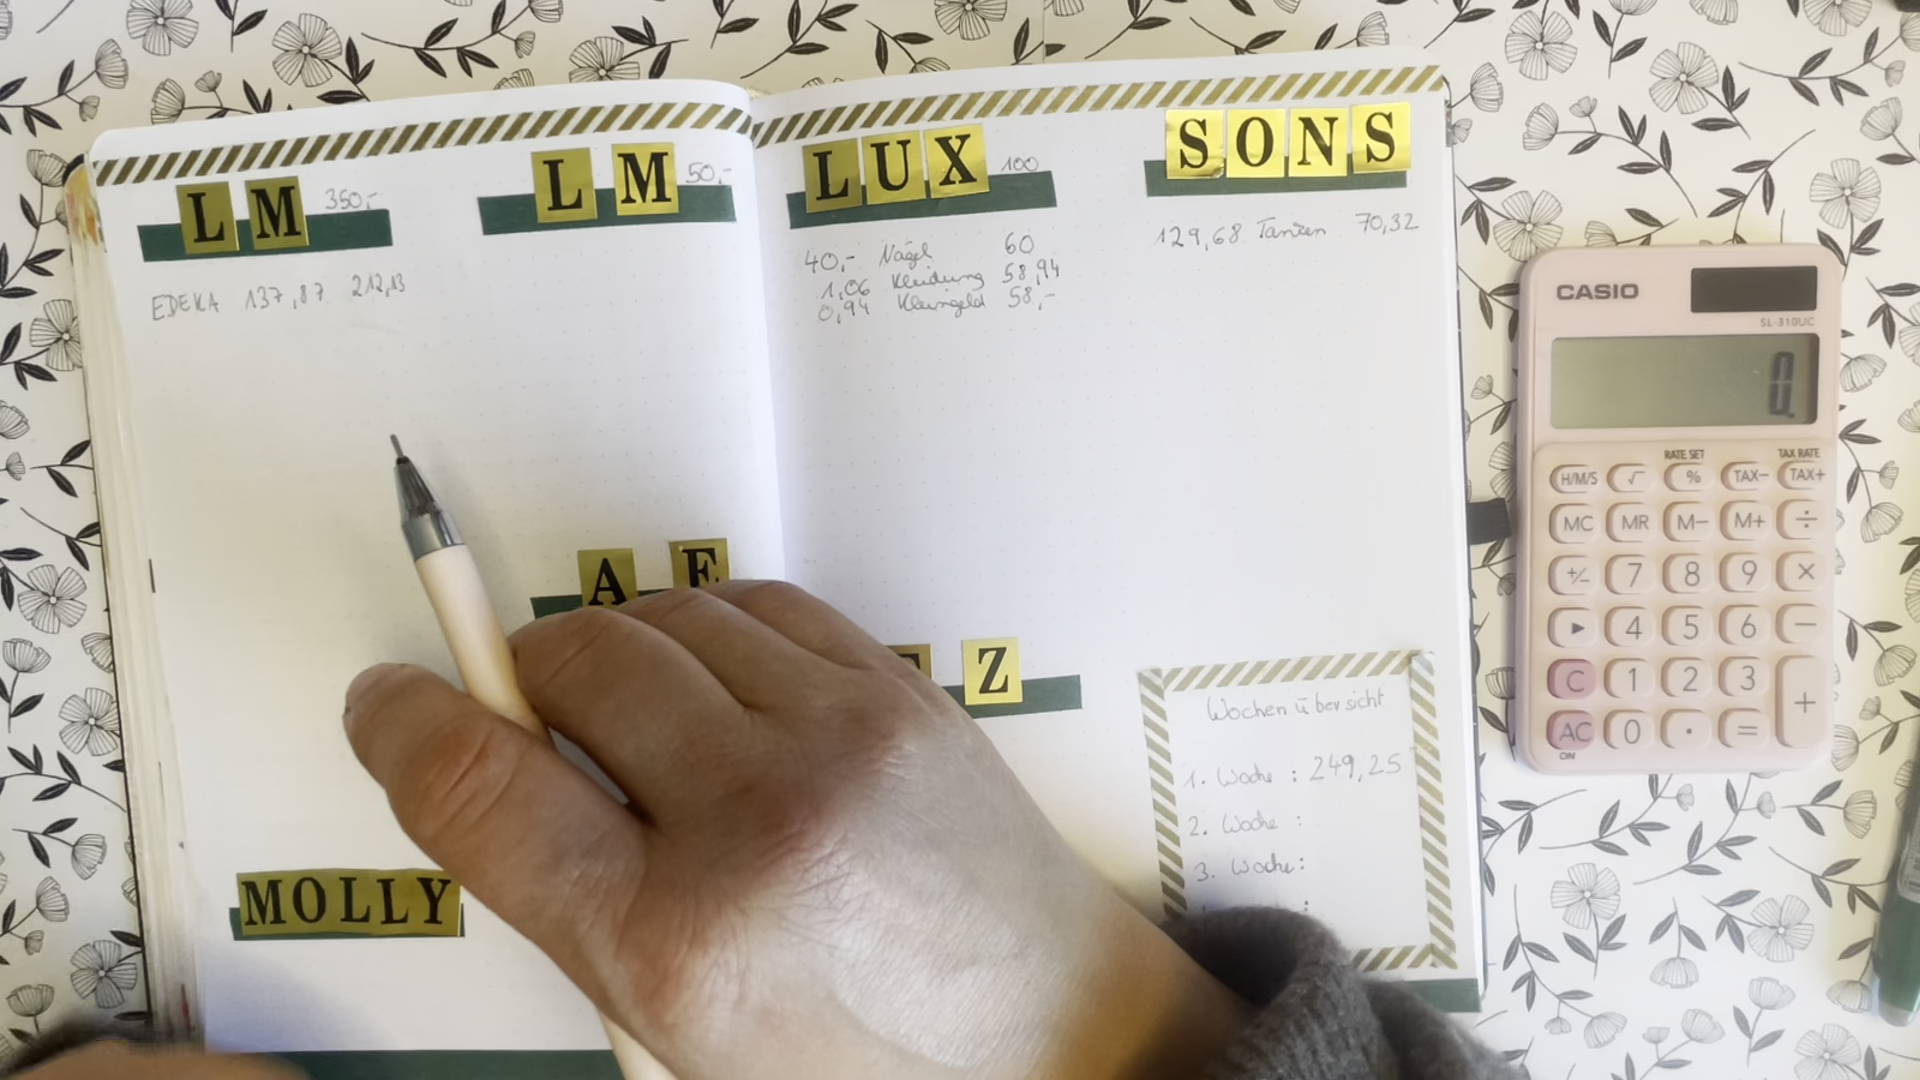 LM 350,-
EDEKA 137,87 212,13
LM 50,-
LUX 100
40,- Nägel 60
1,06 Kleidung 58,94
0,94 Kleingeld 58,-
SONS
129,68 Tanken 70,32
A
Z
MOLLY
Wochenübersicht
1. Woche : 249,25
2. Woche :
3. Woche :
:
CASIO
SL-310UC
0
RATE SET TAX RATE
H/M/S √ % TAX− TAX+
MC MR M− M+ ÷
+/− 7 8 9 ×
▶ 4 5 6 −
C 1 2 3 +
AC 0 · =
ON